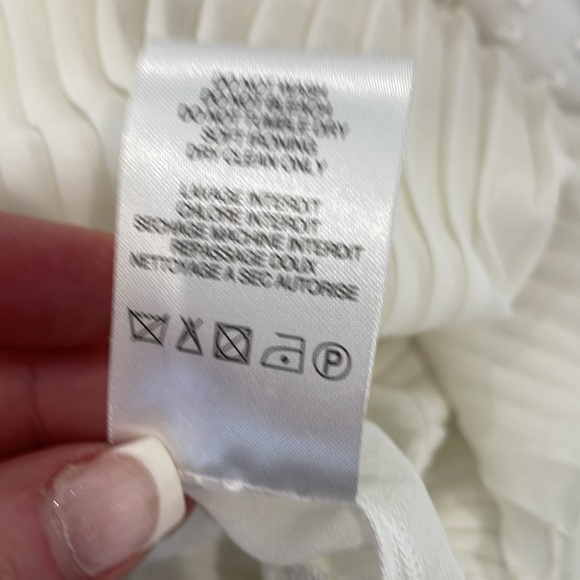 DO NOT WASH
DO NOT BLEACH
DO NOT TUMBLE DRY
SOFT IRONING
DRY CLEAN ONLY
LAVAGE INTERDIT
CALORE INTERDIT
SECHAGE MACHINE INTERDIT
REPASSAGE DOUX
NETTOYAGE A SEC AUTORISE
P